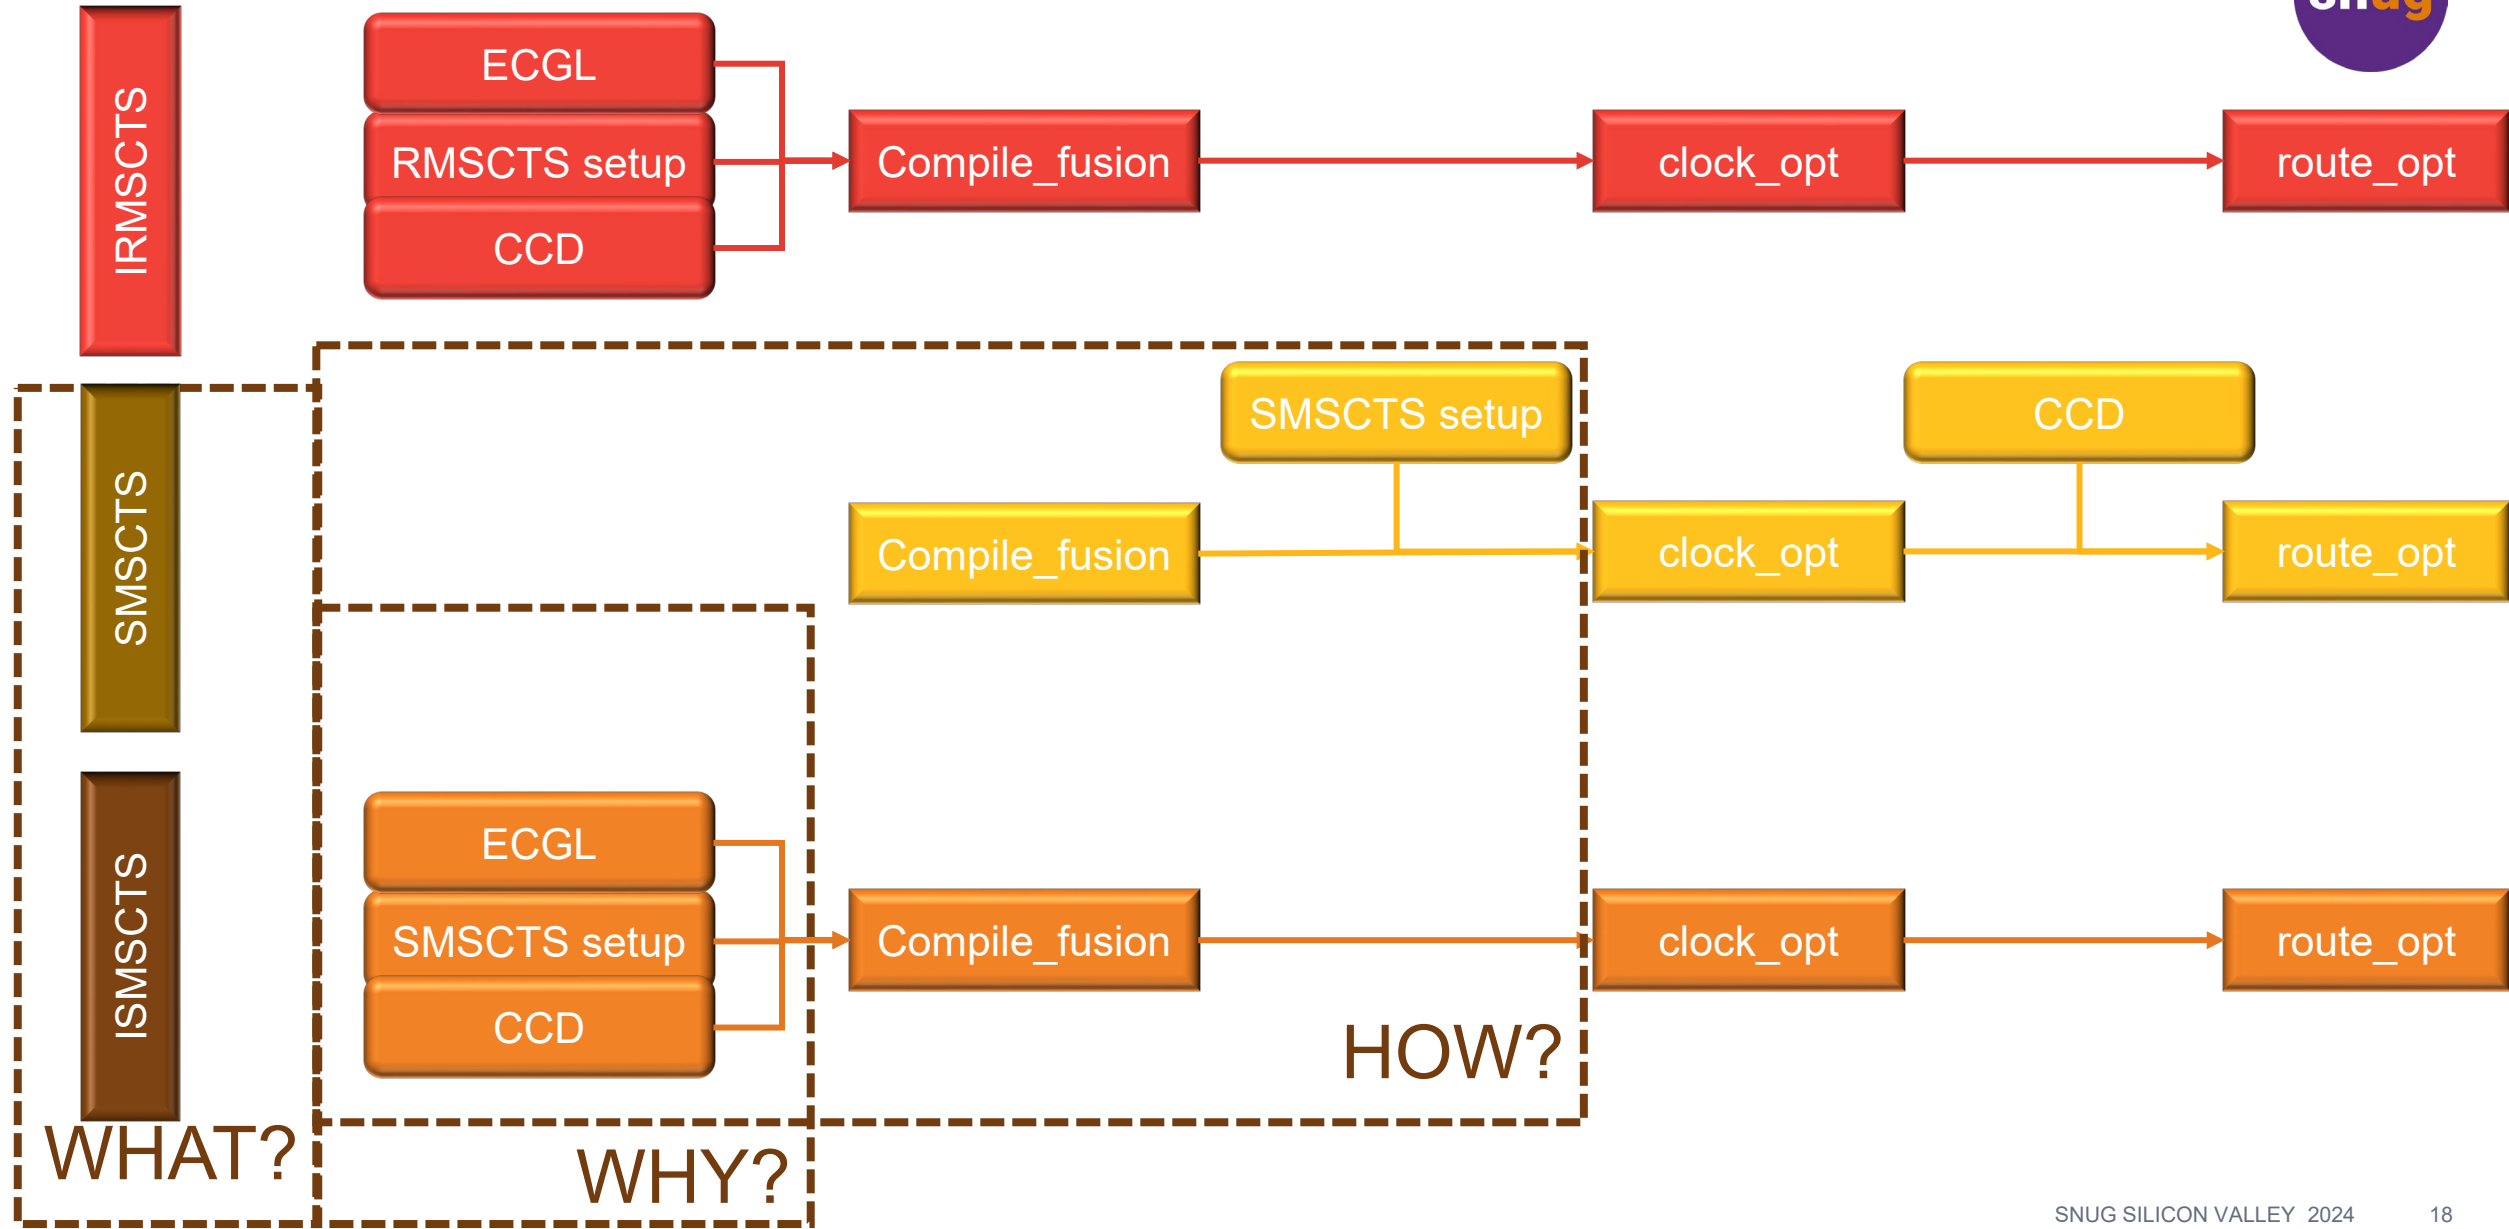 snug
IRMSCTS
ECGL
RMSCTS setup
CCD
Compile_fusion
clock_opt
route_opt
SMSCTS
SMSCTS setup
CCD
Compile_fusion
clock_opt
route_opt
ISMSCTS
ECGL
SMSCTS setup
CCD
Compile_fusion
clock_opt
route_opt
HOW?
WHAT?
WHY?
SNUG SILICON VALLEY 2024 18